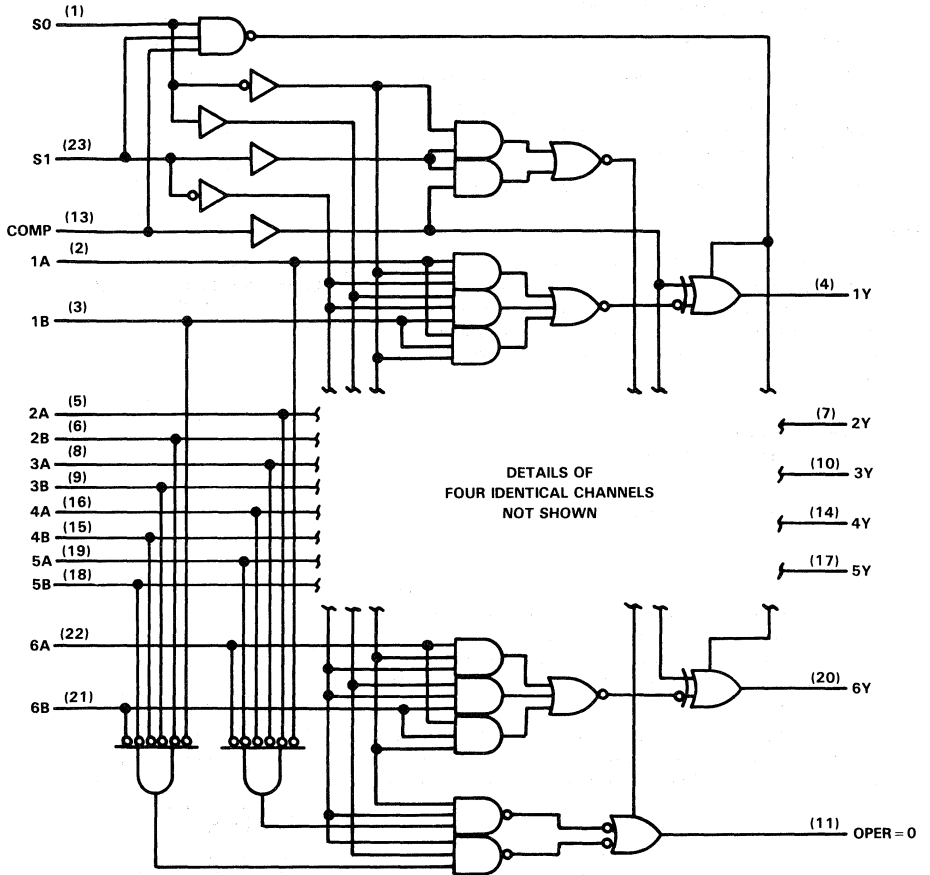 S0 (1)
S1 (23)
COMP (13)
1A (2)
(4) 1Y
1B (3)
2A (5)
(7) 2Y
2B (6)
3A (8)
(10) 3Y
3B (9)
4A (16)
(14) 4Y
4B (15)
5A (19)
(17) 5Y
5B (18)
DETAILS OF
FOUR IDENTICAL CHANNELS
NOT SHOWN
6A (22)
(20) 6Y
6B (21)
(11) OPER = 0